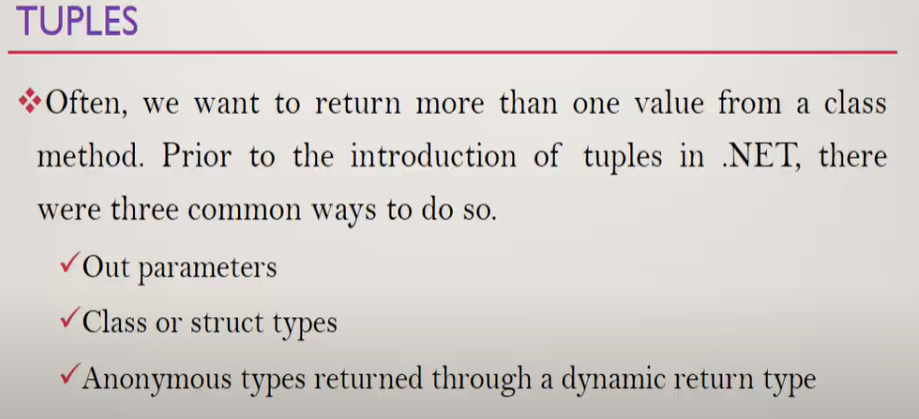 TUPLES
Often, we want to return more than one value from a class
method. Prior to the introduction of tuples in .NET, there
were three common ways to do so.
✓Out parameters
✓Class or struct types
✓Anonymous types returned through a dynamic return type